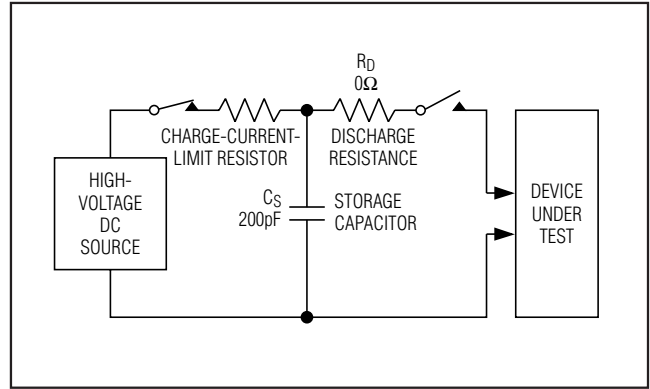 R_D
0Ω
CHARGE-CURRENT-
LIMIT RESISTOR
DISCHARGE
RESISTANCE
HIGH-
VOLTAGE
DC
SOURCE
C_S
200pF
STORAGE
CAPACITOR
DEVICE
UNDER
TEST